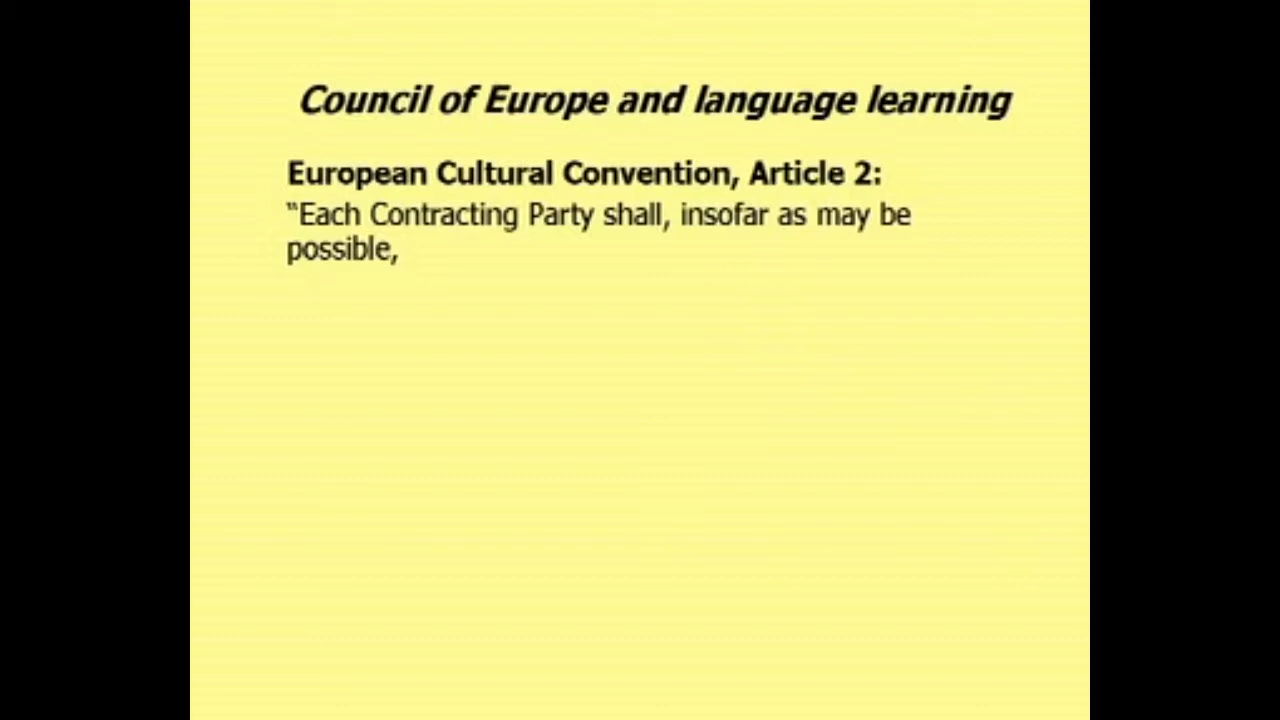 Council of Europe and language learning
European Cultural Convention, Article 2:
“Each Contracting Party shall, insofar as may be
possible,